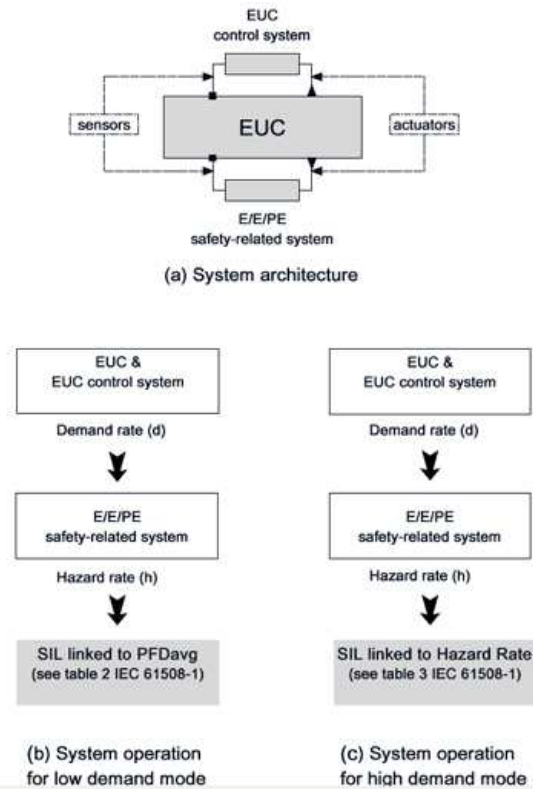 EUC
control system
sensors
EUC
actuators
E/E/PE
safety-related system
(a) System architecture
EUC &
EUC control system
Demand rate (d)
E/E/PE
safety-related system
Hazard rate (h)
SIL linked to PFDavg
(see table 2 IEC 61508-1)
(b) System operation
for low demand mode
EUC &
EUC control system
Demand rate (d)
E/E/PE
safety-related system
Hazard rate (h)
SIL linked to Hazard Rate
(see table 3 IEC 61508-1)
(c) System operation
for high demand mode